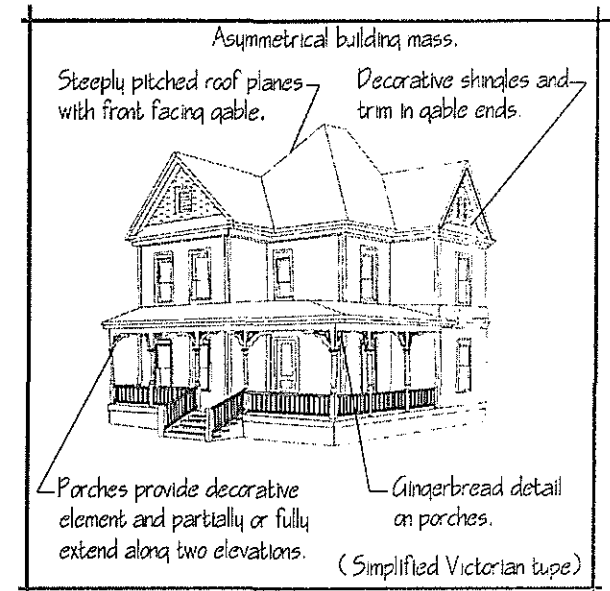 Asymmetrical building mass.
Steeply pitched roof planes
with front facing gable.
Decorative shingles and
trim in gable ends.
Porches provide decorative
element and partially or fully
extend along two elevations.
Gingerbread detail
on porches.
(Simplified Victorian type)